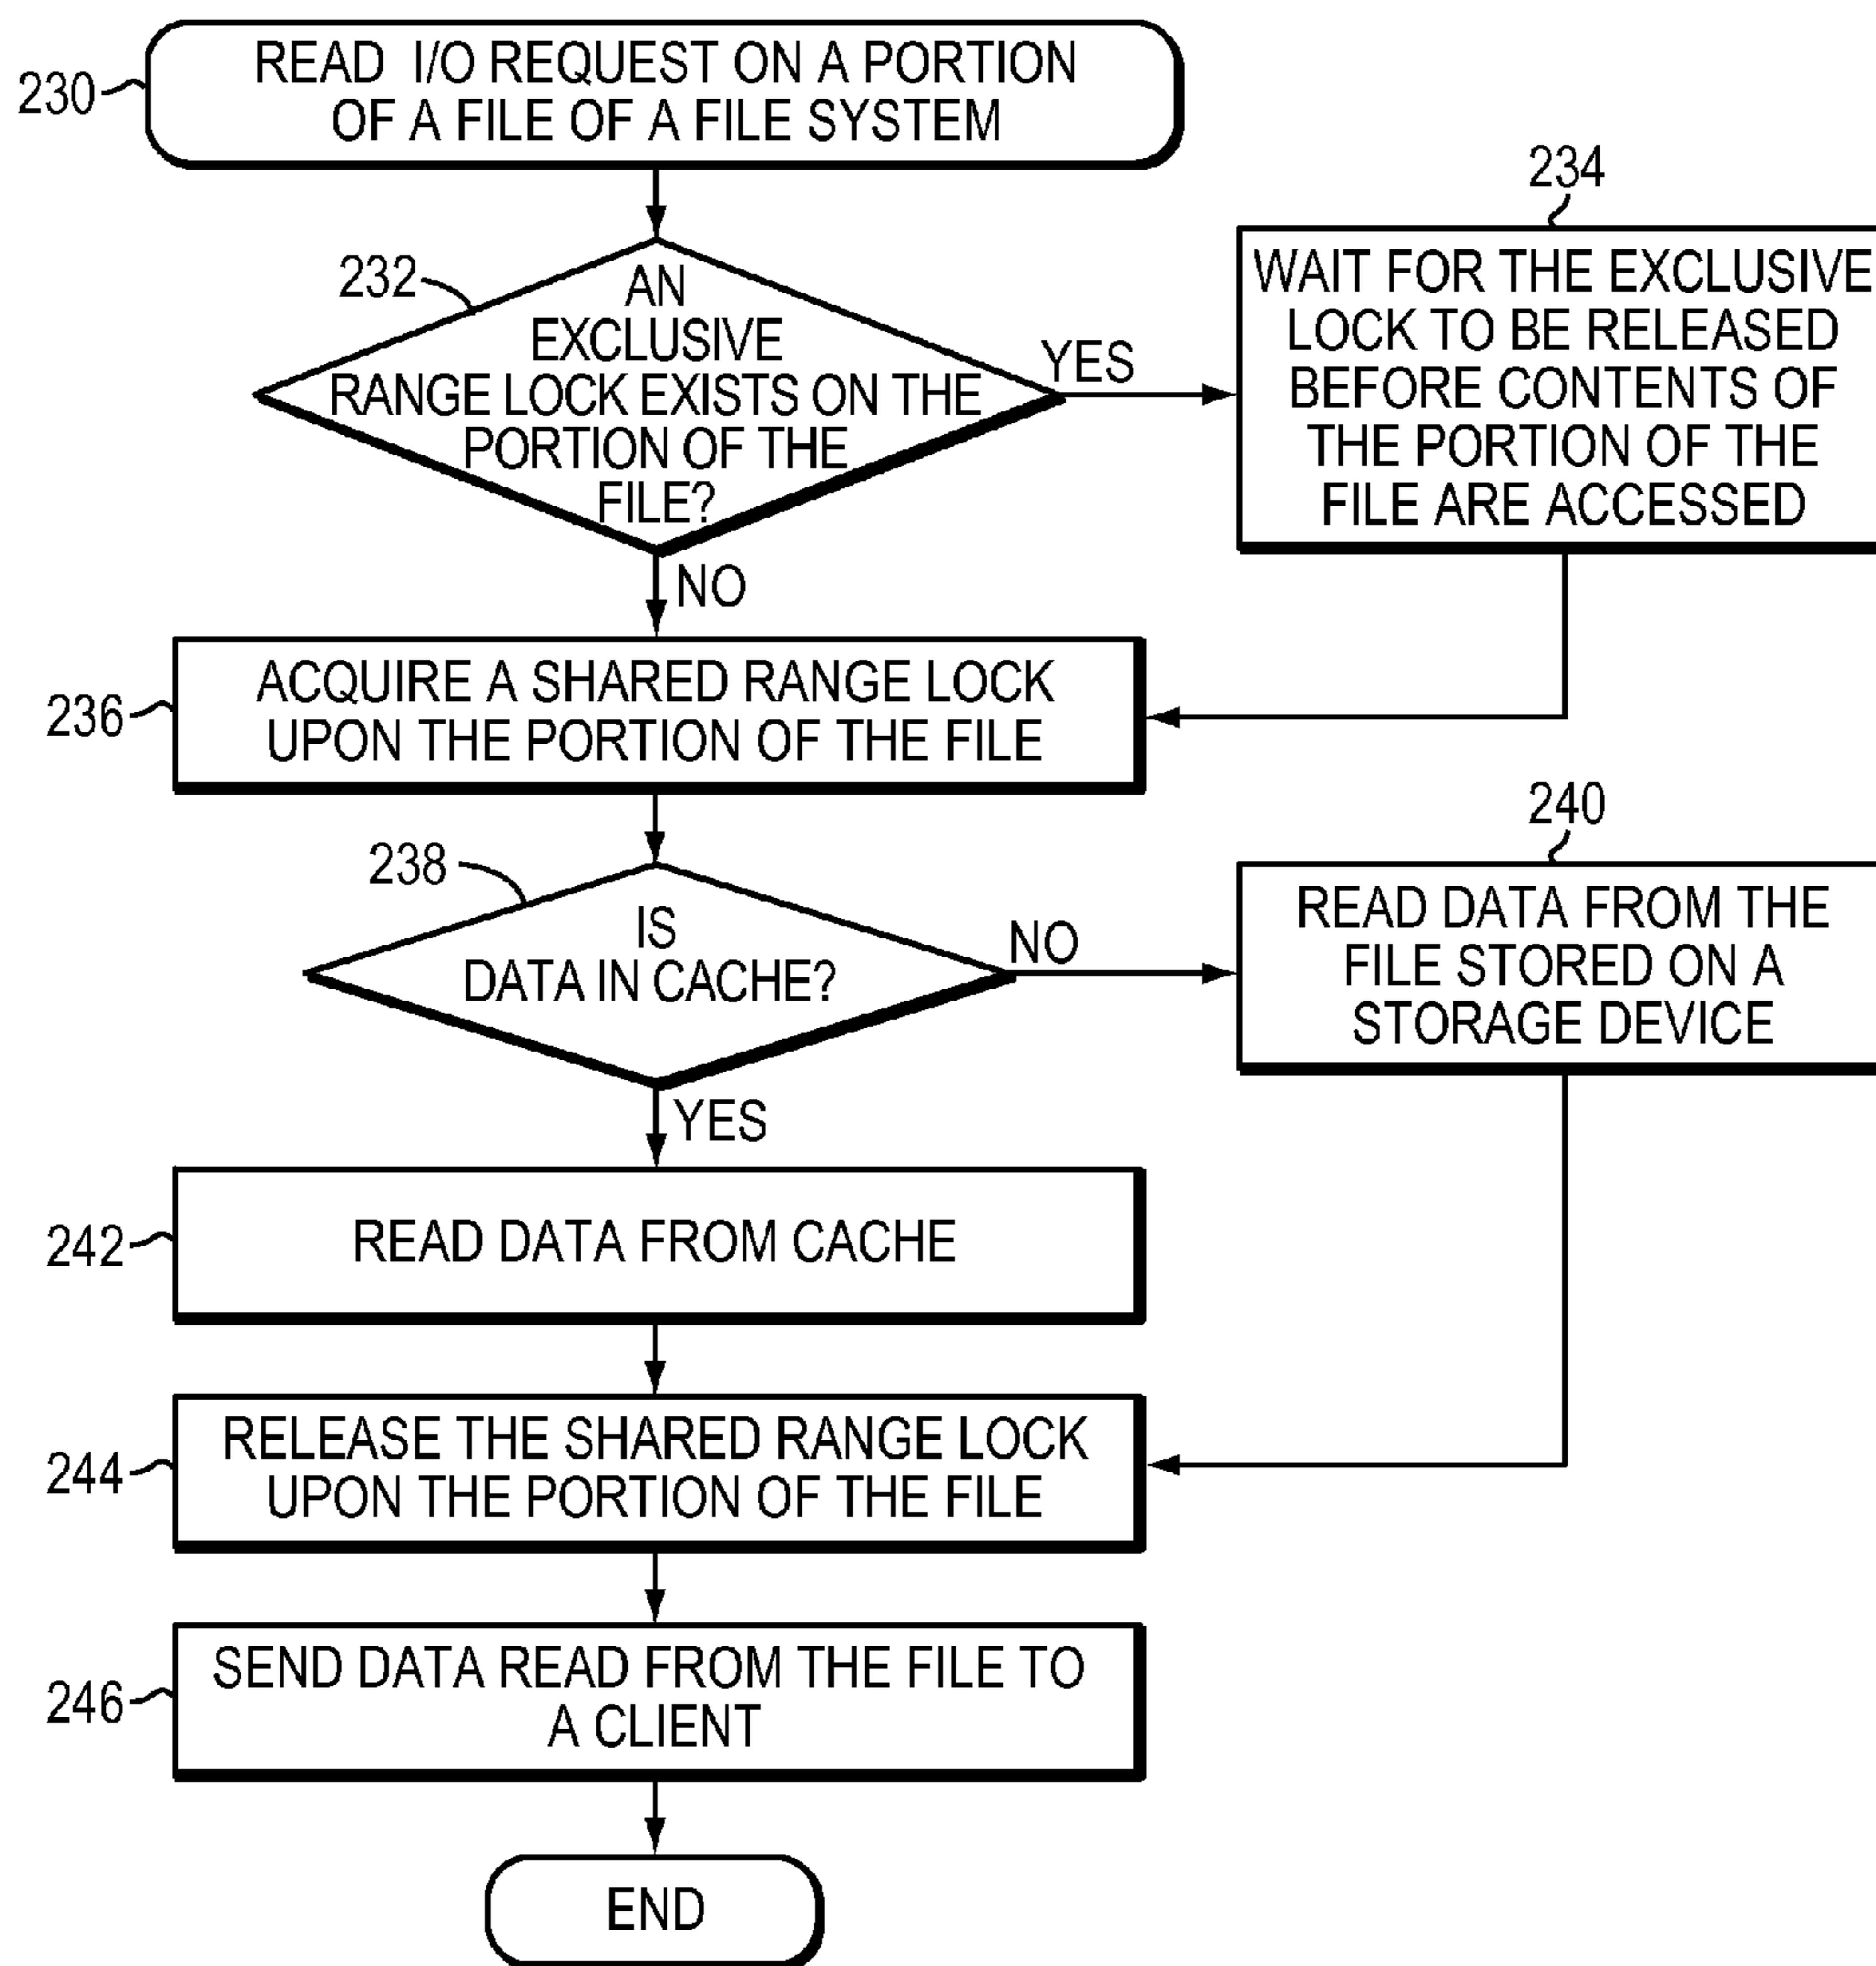 230
READ I/O REQUEST ON A PORTION
OF A FILE OF A FILE SYSTEM
232
AN
EXCLUSIVE
RANGE LOCK EXISTS ON THE
PORTION OF THE
FILE?
YES
234
WAIT FOR THE EXCLUSIVE
LOCK TO BE RELEASED
BEFORE CONTENTS OF
THE PORTION OF THE
FILE ARE ACCESSED
NO
236
ACQUIRE A SHARED RANGE LOCK
UPON THE PORTION OF THE FILE
238
IS
DATA IN CACHE?
NO
240
READ DATA FROM THE
FILE STORED ON A
STORAGE DEVICE
YES
242
READ DATA FROM CACHE
244
RELEASE THE SHARED RANGE LOCK
UPON THE PORTION OF THE FILE
246
SEND DATA READ FROM THE FILE TO
A CLIENT
END